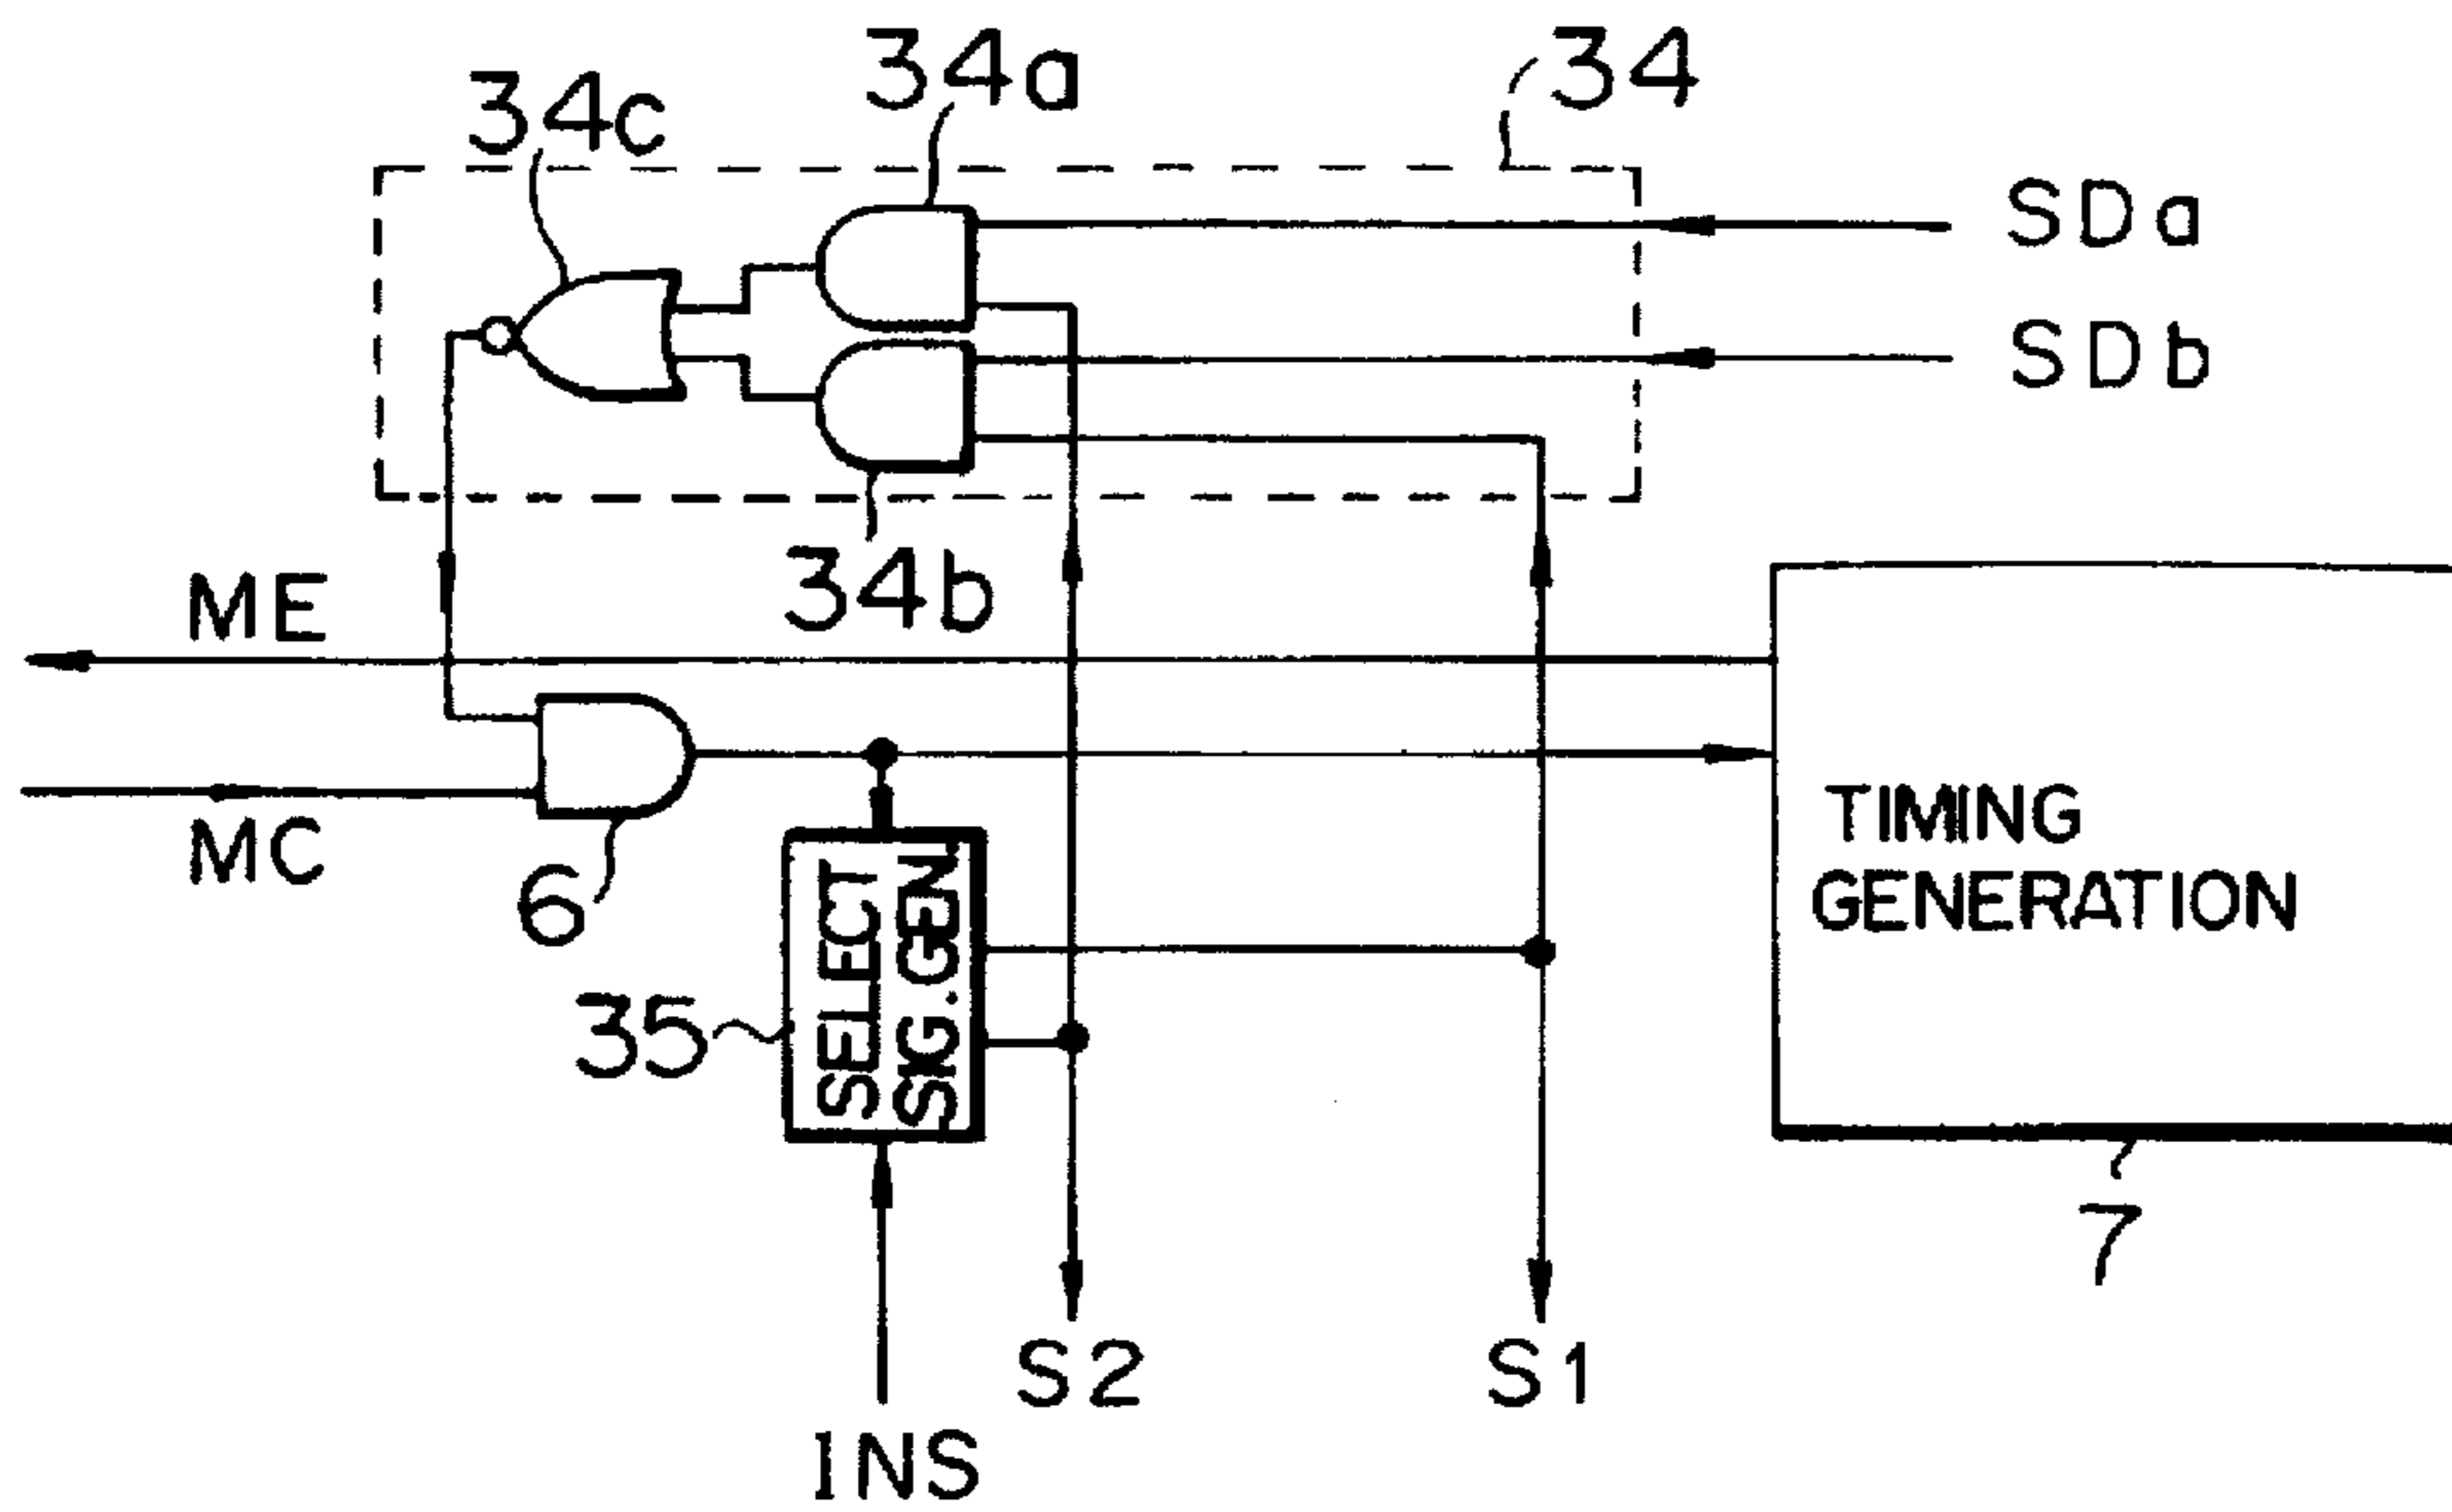 34a
34
34c
SDa
SDb
34b
ME
MC
TIMING
GENERATION
6
SELECT
SIG.GEN.
35
7
S2
S1
INS